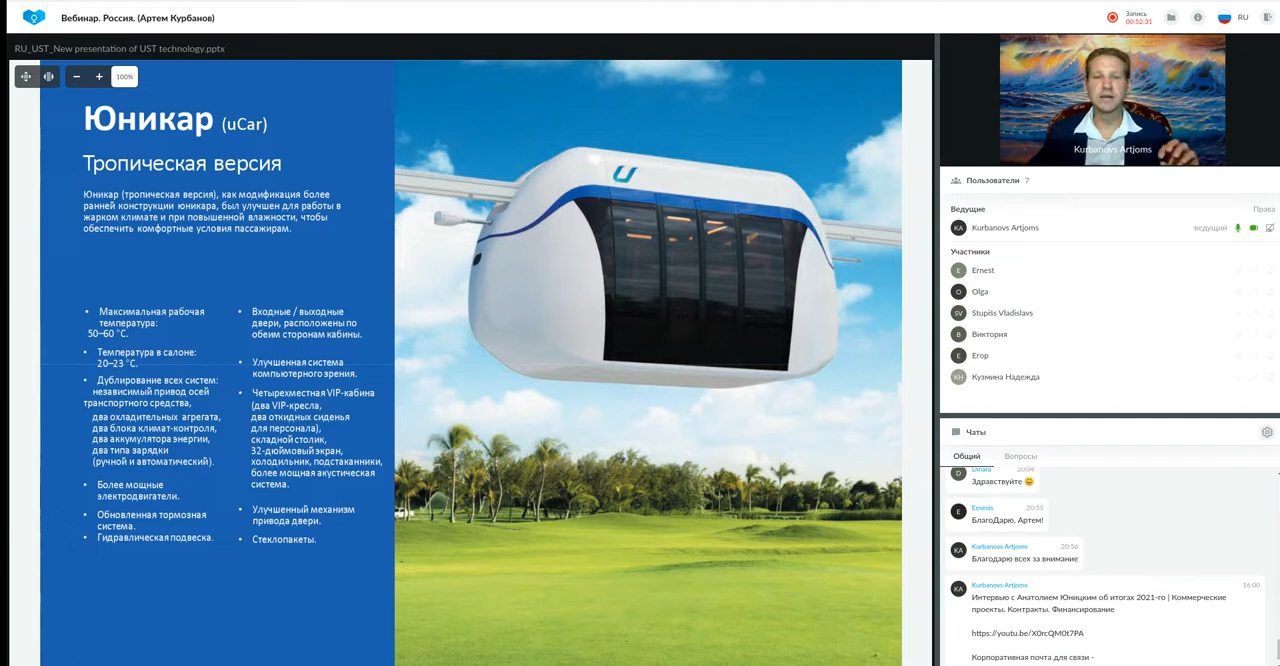 Вебинар. Россия. (Артем Курбанов)
Запись
00:52:31
RU
RU_UST_New presentation of UST technology.pptx
100%
Юникар (uCar)
Тропическая версия
Юникар (тропическая версия), как модификация более
ранней конструкции юникара, был улучшен для работы в
жарком климате и при повышенной влажности, чтобы
обеспечить комфортные условия пассажирам.
• Максимальная рабочая
температура:
50–60 °C.
• Температура в салоне:
20–23 °C.
• Дублирование всех систем:
независимый привод осей
транспортного средства,
два охладительных агрегата,
два блока климат-контроля,
два аккумулятора энергии,
два типа зарядки
(ручной и автоматический).
• Более мощные
электродвигатели.
• Обновленная тормозная
система.
• Гидравлическая подвеска.
• Входные / выходные
двери, расположены по
обеим сторонам кабины.
• Улучшенная система
компьютерного зрения.
• Четырехместная VIP-кабина
(два VIP-кресла,
два откидных сиденья
для персонала),
складной столик,
32-дюймовый экран,
холодильник, подстаканники,
более мощная акустическая
система.
• Улучшенный механизм
привода двери.
• Стеклопакеты.
U
Kurbanovs Artjoms
Пользователи 7
Ведущие Права
KA Kurbanovs Artjoms ведущий
Участники
E Ernest
O Olga
SV Stupišs Vladislavs
В Виктория
Е Егор
КН Кузмина Надежда
Чаты
Общий Вопросы
D Dinara 20:04
Здравствуйте 😊
E Ernests 20:55
БлагоДарю, Артем!
KA Kurbanovs Artjoms 20:56
Благодарю всех за внимание
KA Kurbanovs Artjoms 16:00
Интервью с Анатолием Юницким об итогах 2021-го | Коммерческие
проекты. Контракты. Финансирование
https://youtu.be/X0rcQM0t7PA
Корпоративная почта для связи -